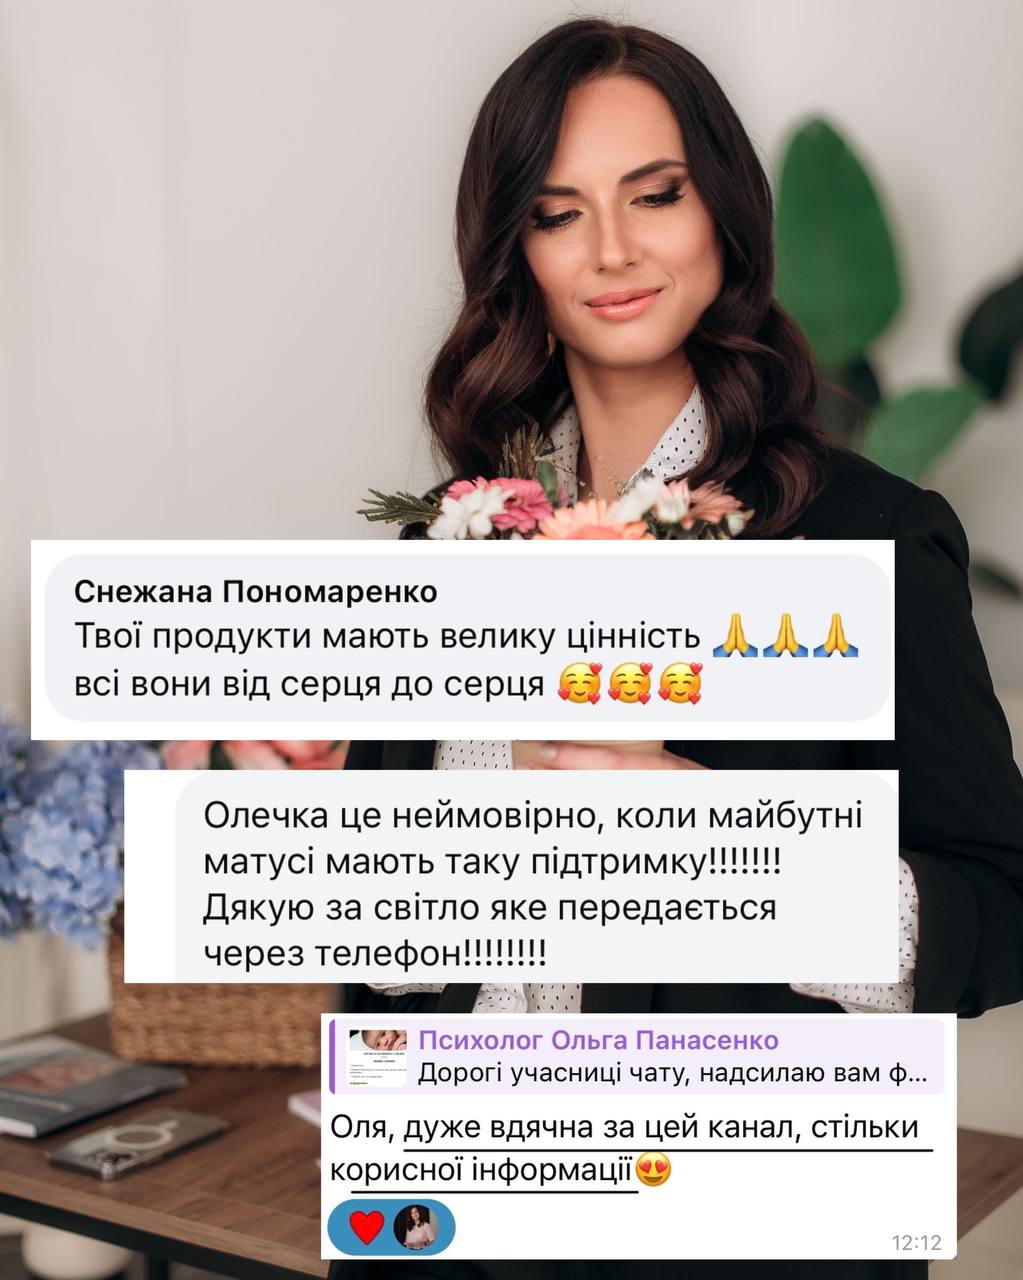 Снежана Пономаренко
Твої продукти мають велику цінність 🙏🙏🙏
всі вони від серця до серця 🥰🥰🥰
Олечка це неймовірно, коли майбутні
матусі мають таку підтримку!!!!!!!
Дякую за світло яке передається
через телефон!!!!!!!!
Психолог Ольга Панасенко
Дорогі учасниці чату, надсилаю вам ф...
Оля, дуже вдячна за цей канал, стільки
корисної інформації😍
❤️
12:12